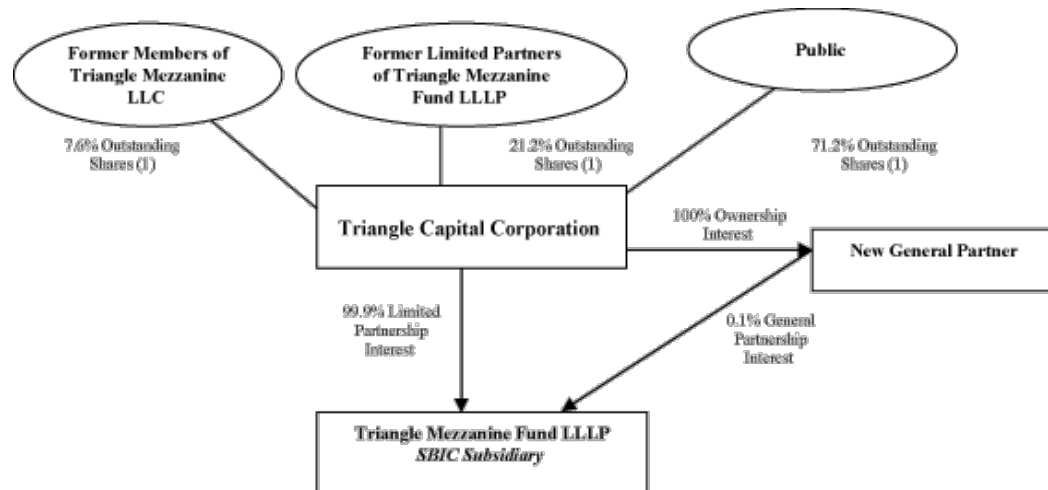 Former Members of
Triangle Mezzanine
LLC
Former Limited Partners
of Triangle Mezzanine
Fund LLLP
Public
7.6% Outstanding
Shares (1)
21.2% Outstanding
Shares (1)
71.2% Outstanding
Shares (1)
Triangle Capital Corporation
100% Ownership
Interest
New General Partner
99.9% Limited
Partnership
Interest
0.1% General
Partnership
Interest
Triangle Mezzanine Fund LLLP
SBIC Subsidiary